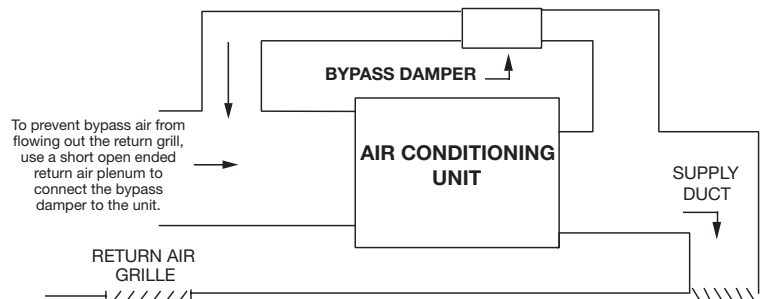 BYPASS DAMPER
To prevent bypass air from
flowing out the return grill,
use a short open ended
return air plenum to
connect the bypass
damper to the unit.
AIR CONDITIONING
UNIT
SUPPLY
DUCT
RETURN AIR
GRILLE